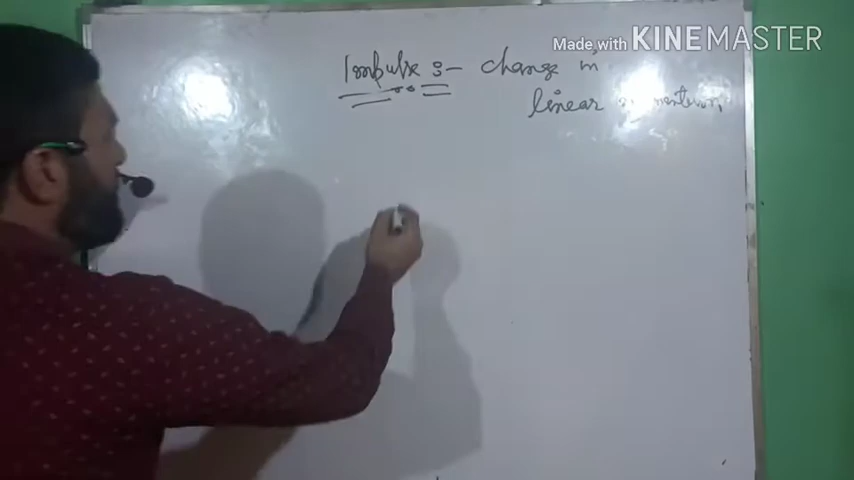 Impulse :- change in
linear momentum
Made with KINEMASTER